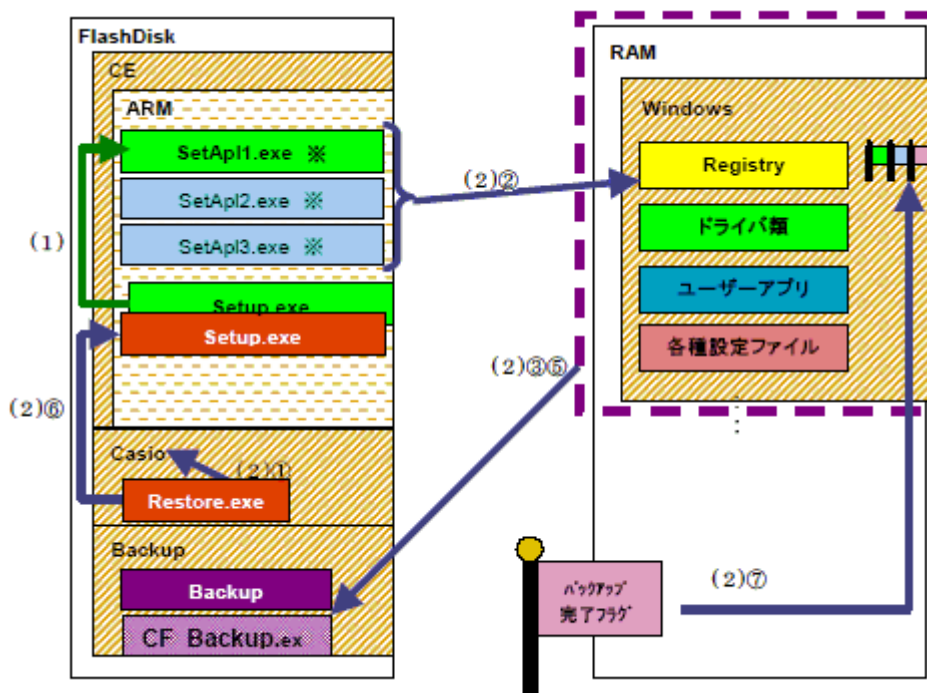 FlashDisk
CE
ARM
SetApl1.exe ※
SetApl2.exe ※
SetApl3.exe ※
Setup.exe
Setup.exe
(1)
(2)⑥
Casio
(2)①
Restore.exe
Backup
Backup
CF Backup.ex
(2)②
(2)③⑤
RAM
Windows
Registry
ドライバ類
ユーザーアプリ
各種設定ファイル
バックアップ
完了フラグ
(2)⑦